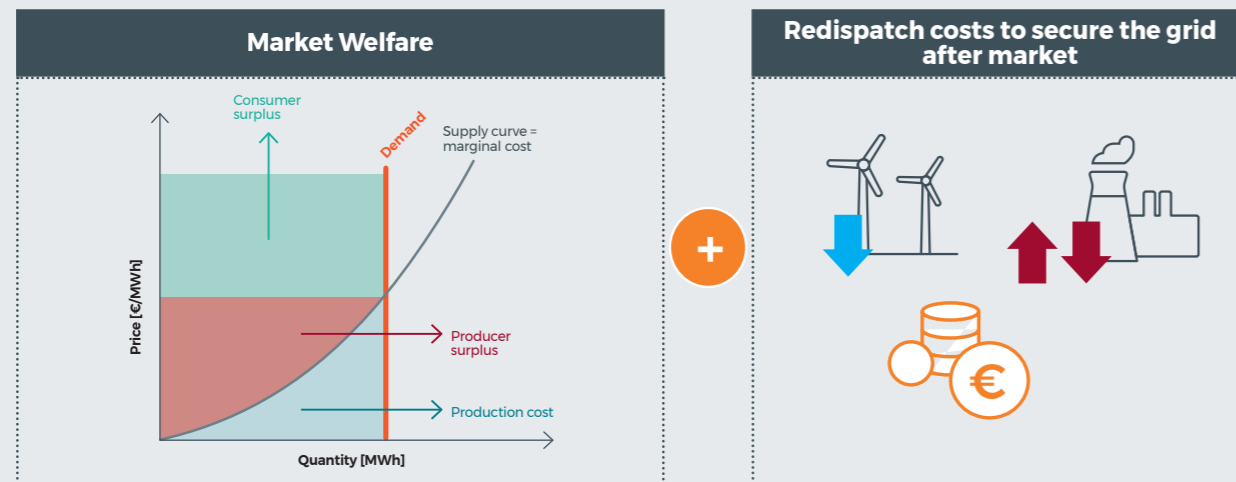 Market Welfare
Consumer
surplus
Demand
Supply curve =
marginal cost
Price [€/MWh]
Producer
surplus
Production cost
Quantity [MWh]
+
Redispatch costs to secure the grid
after market
€